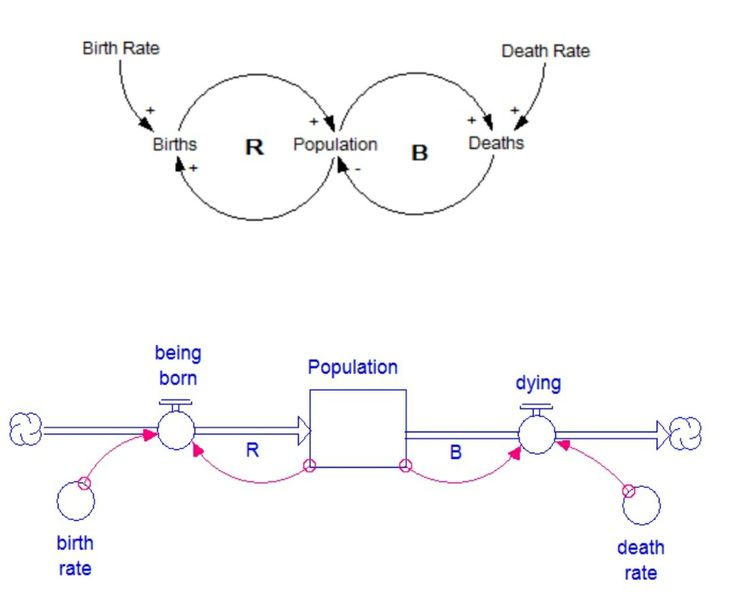 Birth Rate
Death Rate
+
+
+
+
Births
R
Population
B
Deaths
+
-
being
born
Population
dying
R
B
birth
rate
death
rate